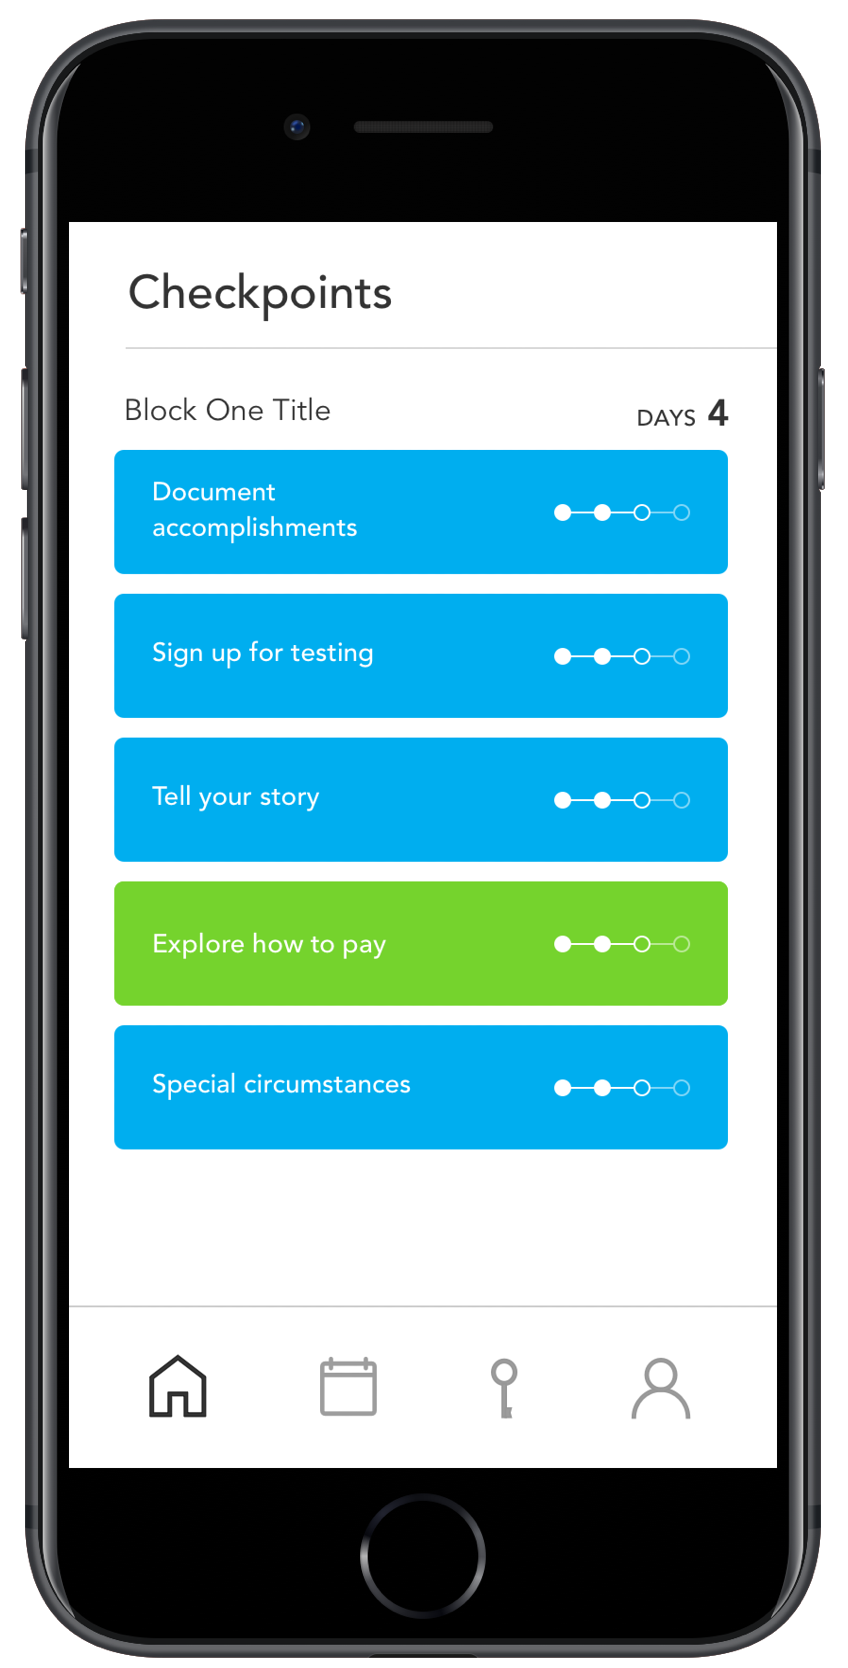 Checkpoints
Block One Title
DAYS 4
Document
accomplishments
Sign up for testing
Tell your story
Explore how to pay
Special circumstances